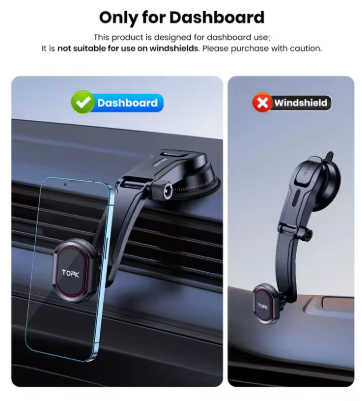 Only for Dashboard
This product is designed for dashboard use;
It is not suitable for use on windshields. Please purchase with caution.
Dashboard
Windshield
TOPK
TOPK